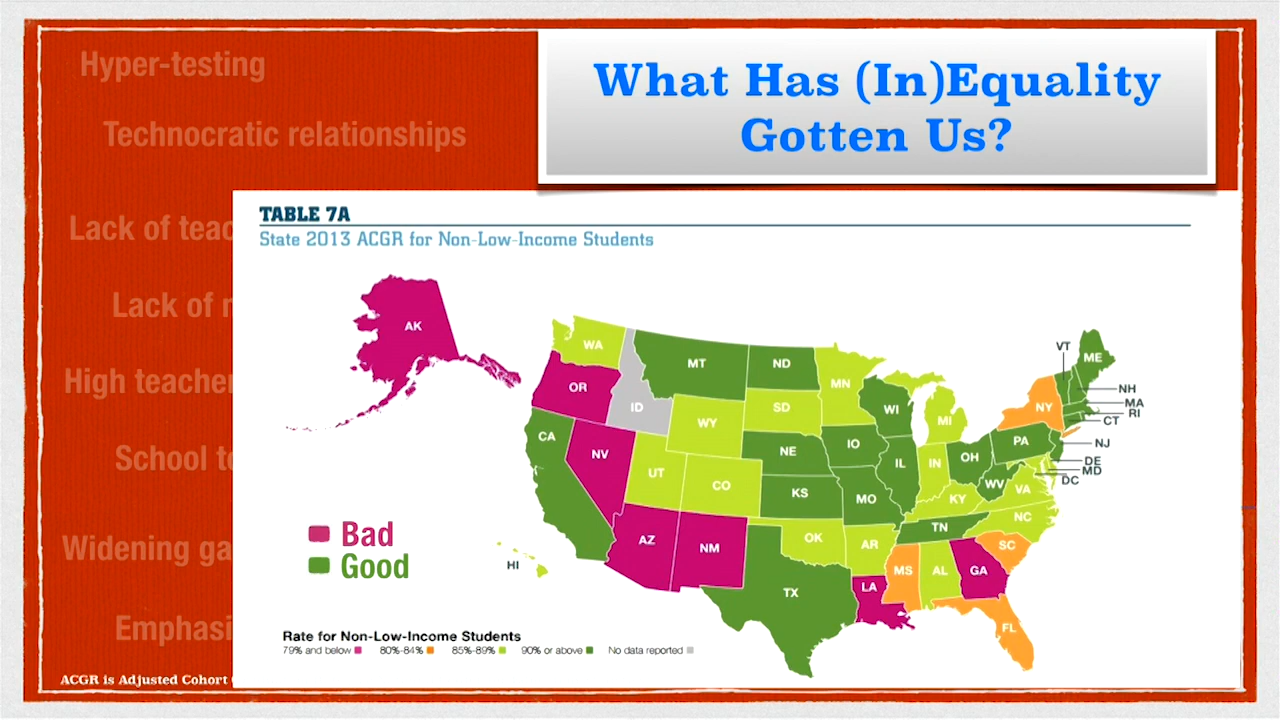 Hyper-testing
What Has (In)Equality
Gotten Us?
Technocratic relationships
Lack of
Lack of
High teacher
School
Widening
TABLE 7A
State 2013 ACGR for Non-Low-Income Students
AK
WA
OR
ID
MT
ND
MN
SD
WY
WI
MI
NY
VT
ME
NH
MA
RI
CT
CA
NV
UT
CO
NE
IO
IL
IN
OH
PA
NJ
DE
MD
DC
KS
MO
KY
WV
VA
NC
TN
AZ
NM
OK
AR
SC
MS
AL
GA
LA
TX
FL
HI
Bad
Good
Rate for Non-Low-Income Students
79% and below 80%-84% 85%-89% 90% or above No data reported
ACGR is Adjusted Cohort